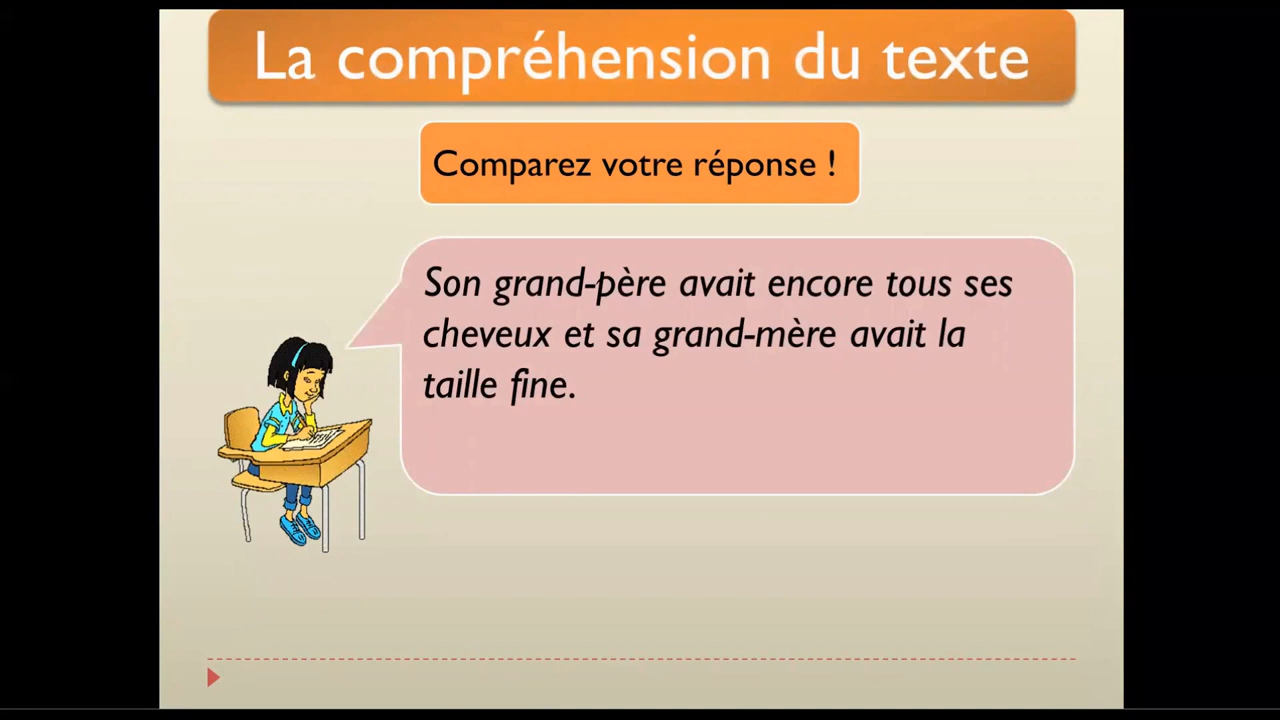 La compréhension du texte
Comparez votre réponse !
Son grand-père avait encore tous ses
cheveux et sa grand-mère avait la
taille fine.